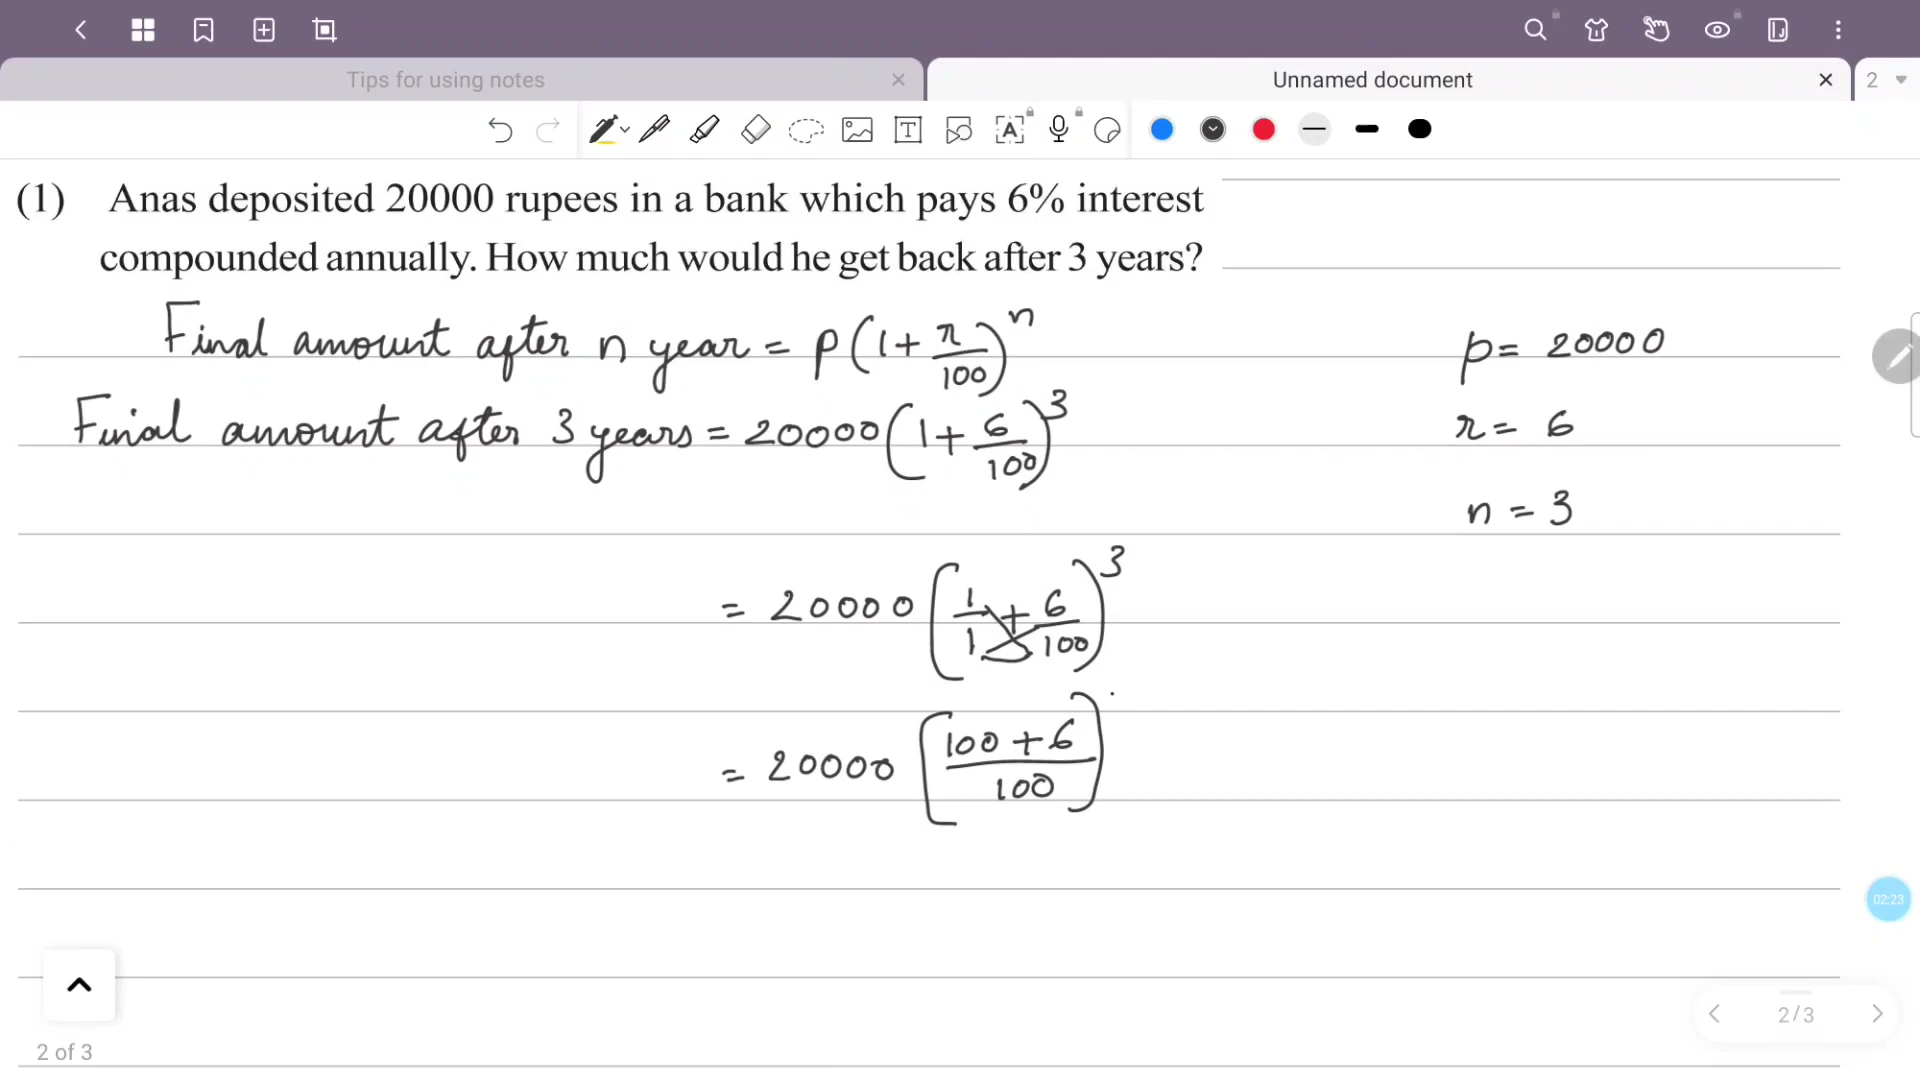 Tips for using notes
Unnamed document
2
(1) Anas deposited 20000 rupees in a bank which pays 6% interest
compounded annually. How much would he get back after 3 years?
Final amount after n year = P(1+r/100)^n
p= 20000
Final amount after 3 years = 20000(1+6/100)^3
r= 6
n = 3
= 20000(1/1+6/100)^3
= 20000(100+6/100)
02:23
2/3
2 of 3